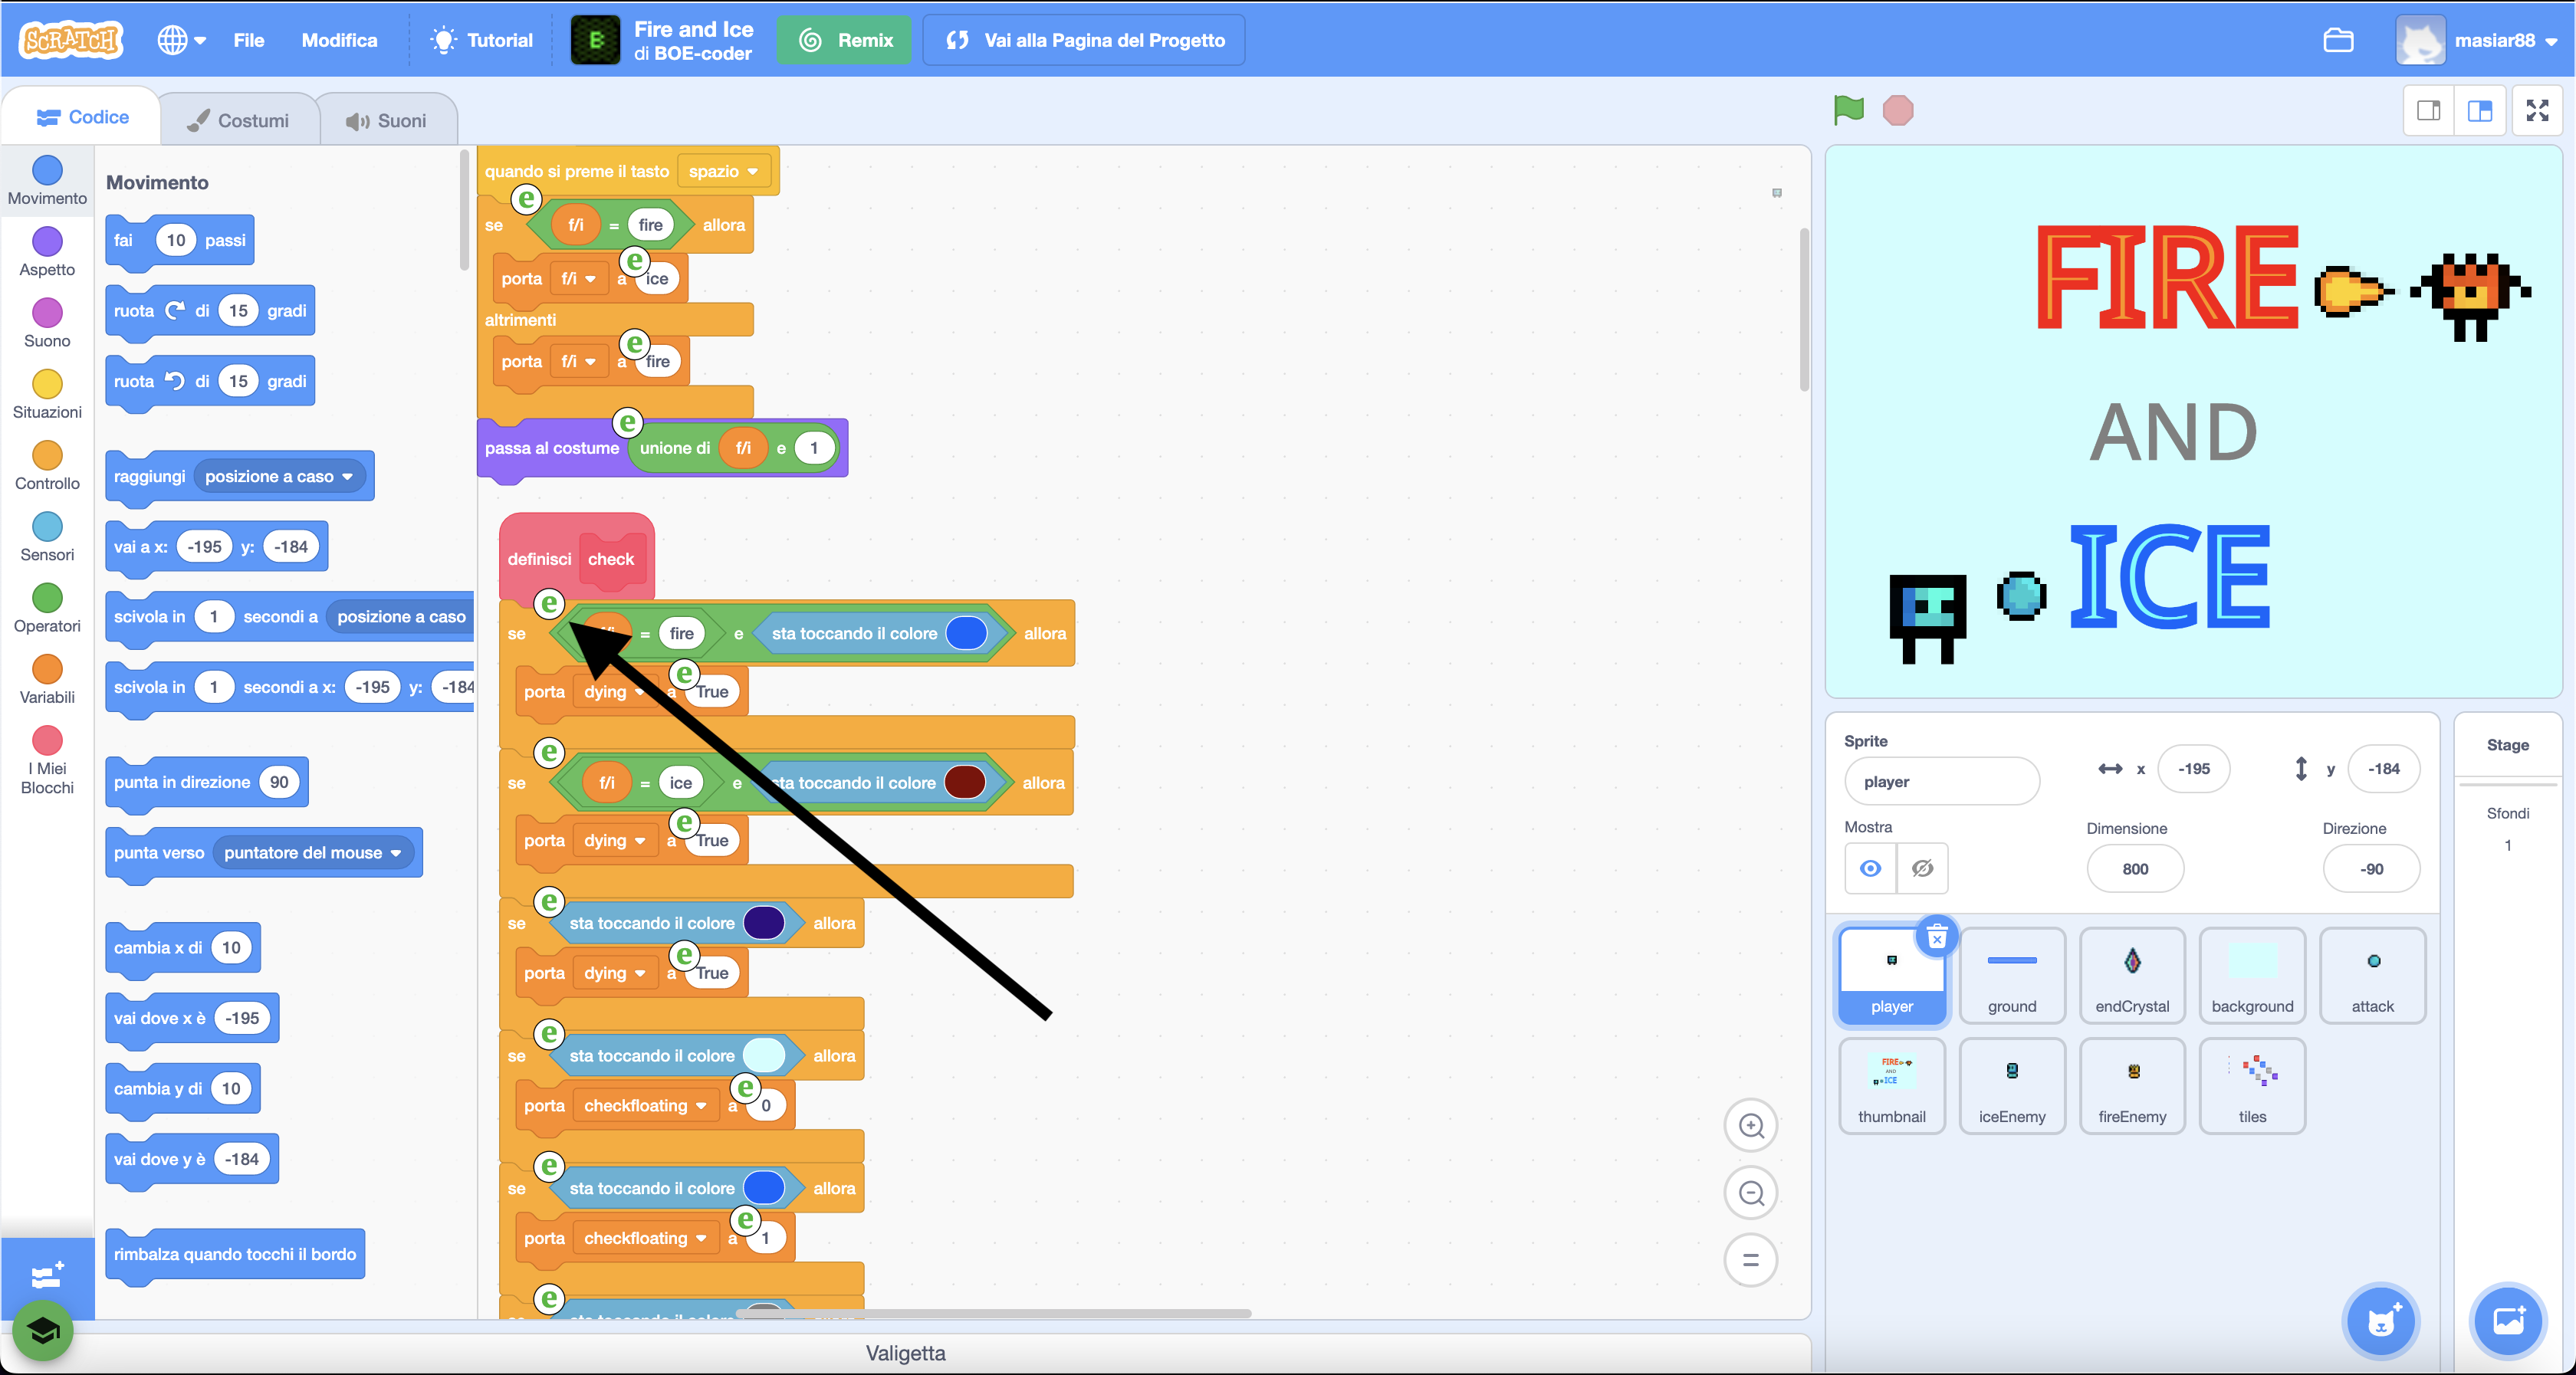 SCRATCH
File
Modifica
Tutorial
B
Fire and Ice
di BOE-coder
Remix
Vai alla Pagina del Progetto
masiar88
Codice
Costumi
Suoni
Movimento
Aspetto
Suono
Situazioni
Controllo
Sensori
Operatori
Variabili
I Miei
Blocchi
Movimento
fai 10 passi
ruota di 15 gradi
ruota di 15 gradi
raggiungi posizione a caso
vai a x: -195 y: -184
scivola in 1 secondi a posizione a caso
scivola in 1 secondi a x: -195 y: -184
punta in direzione 90
punta verso puntatore del mouse
cambia x di 10
vai dove x è -195
cambia y di 10
vai dove y è -184
rimbalza quando tocchi il bordo
quando si preme il tasto spazio
e
se f/i = fire allora
e
porta f/i a ice
altrimenti
e
porta f/i a fire
e
passa al costume unione di f/i e 1
definisci check
e
se = fire e sta toccando il colore allora
e
porta dying a True
e
se f/i = ice e sta toccando il colore allora
e
porta dying a True
e
se sta toccando il colore allora
e
porta dying a True
e
se sta toccando il colore allora
e
porta checkfloating a 0
e
se sta toccando il colore allora
e
porta checkfloating a 1
e
Valigetta
FIRE
AND
ICE
Sprite
player
x -195
y -184
Mostra
Dimensione
800
Direzione
-90
Stage
Sfondi
1
player
ground
endCrystal
background
attack
FIRE
AND
ICE
thumbnail
iceEnemy
fireEnemy
tiles